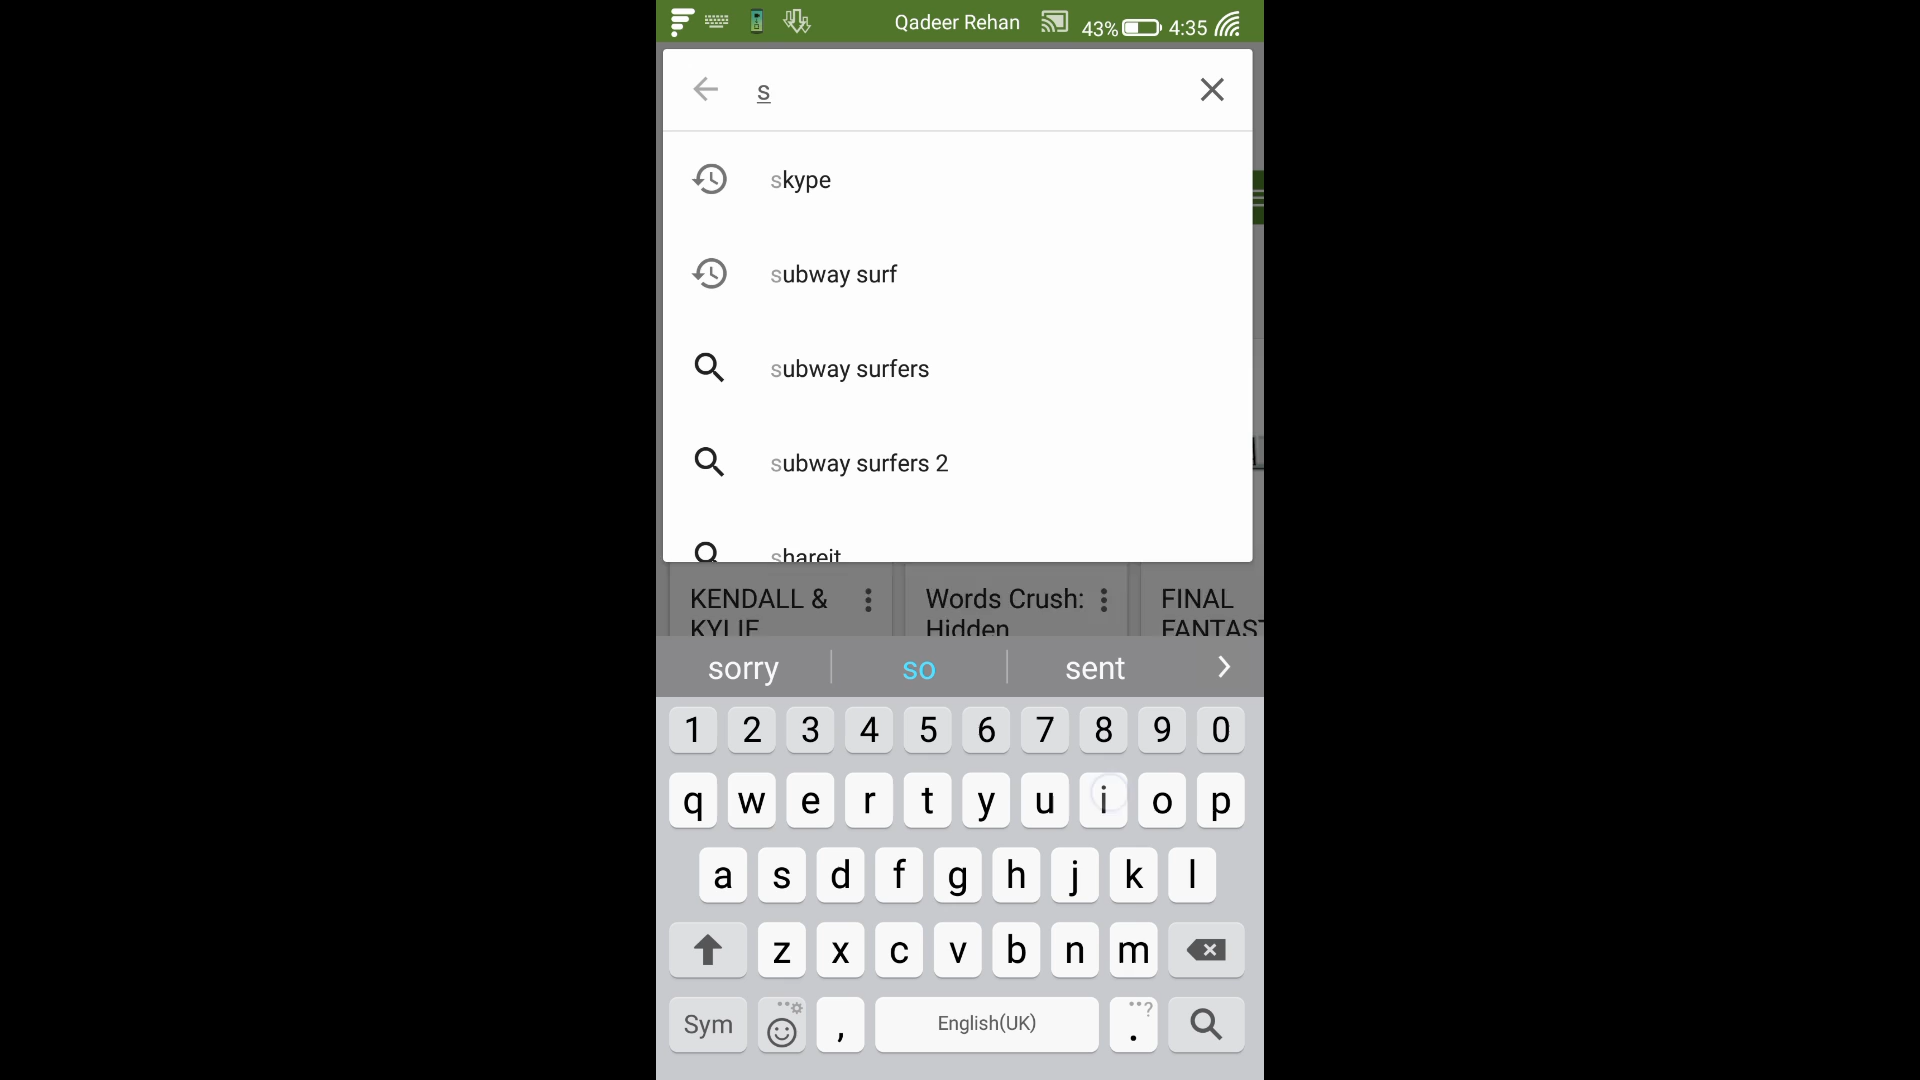 Qadeer Rehan 43% 4:35
s
skype
subway surf
subway surfers
subway surfers 2
shareit
KENDALL & KYLIE
Words Crush: Hidden
FINAL FANTAS
sorry so sent
1 2 3 4 5 6 7 8 9 0
q w e r t y u i o p
a s d f g h j k l
z x c v b n m
Sym , English(UK) . ?